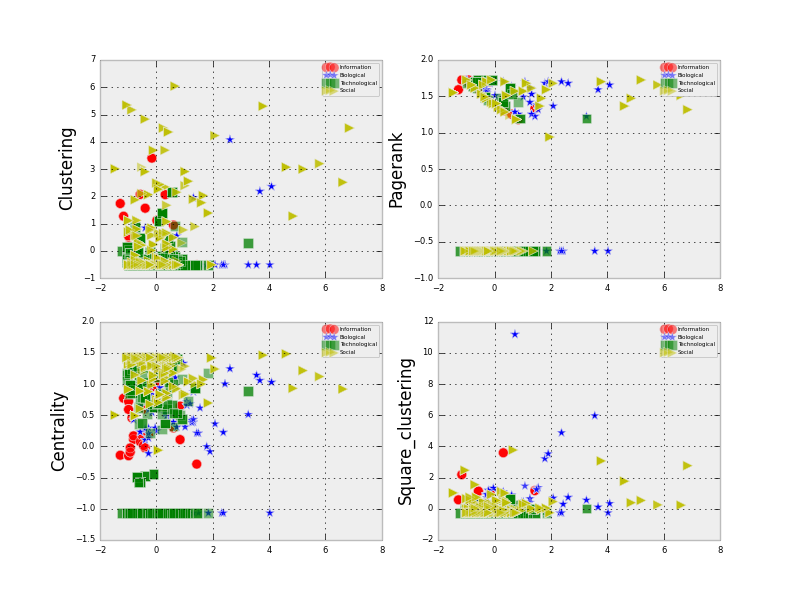 7
6
5
4
3
2
1
0
−1
−2 0 2 4 6 8
Clustering
Information
Biological
Technological
Social
2.0
1.5
1.0
0.5
0.0
−0.5
−1.0
−2 0 2 4 6 8
Pagerank
Information
Biological
Technological
Social
2.0
1.5
1.0
0.5
0.0
−0.5
−1.0
−1.5
−2 0 2 4 6 8
Centrality
Information
Biological
Technological
Social
12
10
8
6
4
2
0
−2
−2 0 2 4 6 8
Square_clustering
Information
Biological
Technological
Social